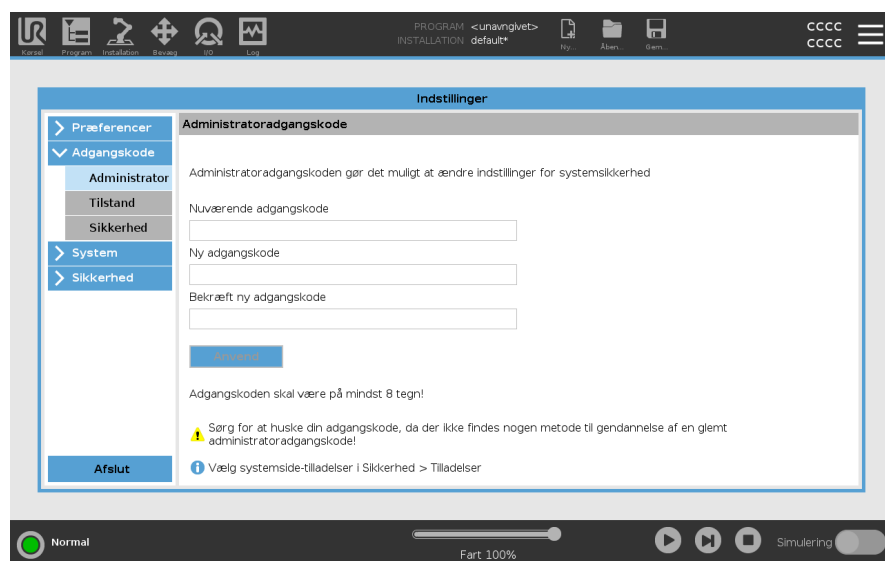 PROGRAM <unavnglvet>
INSTALLATION default*
CCCC
CCCC
Kørsel Program Installation Bevæg I/O Log Ny... Åben... Gem...
Indstillinger
Præferencer
Adgangskode
Administrator
Tilstand
Sikkerhed
System
Sikkerhed
Afslut
Administratoradgangskode
Administratoradgangskoden gør det muligt at ændre indstillinger for systemsikkerhed
Nuværende adgangskode
Ny adgangskode
Bekræft ny adgangskode
Anvend
Adgangskoden skal være på mindst 8 tegn!
Sørg for at huske din adgangskode, da der ikke findes nogen metode til gendannelse af en glemt
administratoradgangskode!
Vælg systemside-tilladelser i Sikkerhed > Tilladelser
Normal
Fart 100%
Simulering